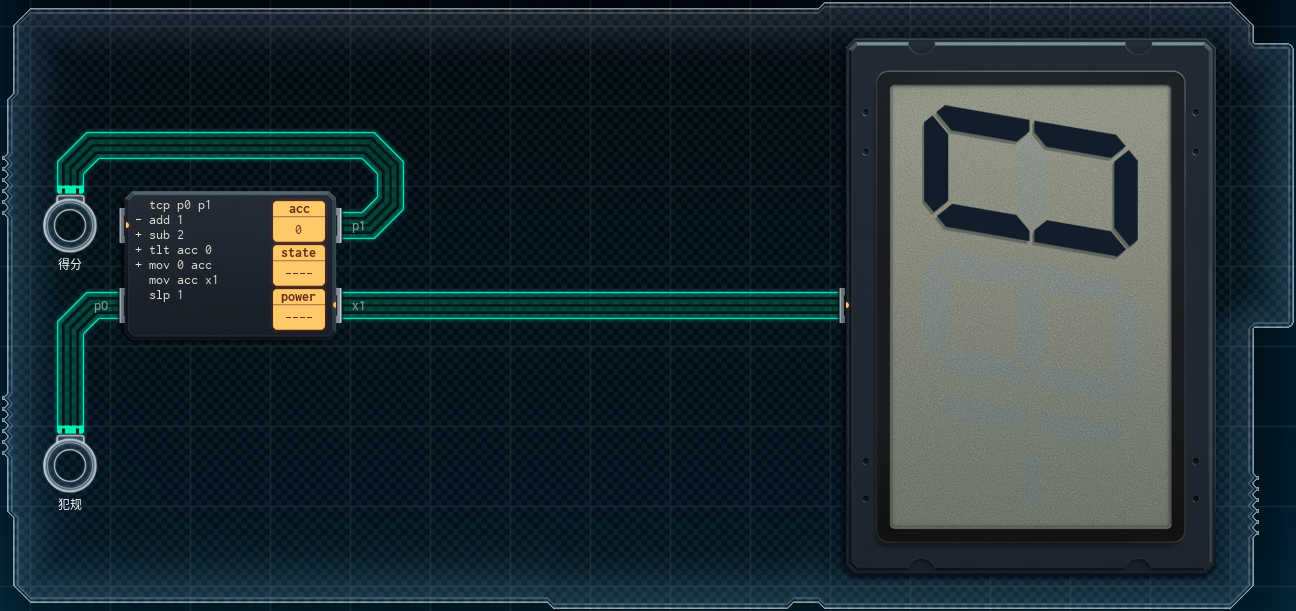 得分
tcp p0 p1
- add 1
+ sub 2
+ tlt acc 0
+ mov 0 acc
mov acc x1
slp 1
acc
0
state
----
power
----
p1
p0
x1
犯规